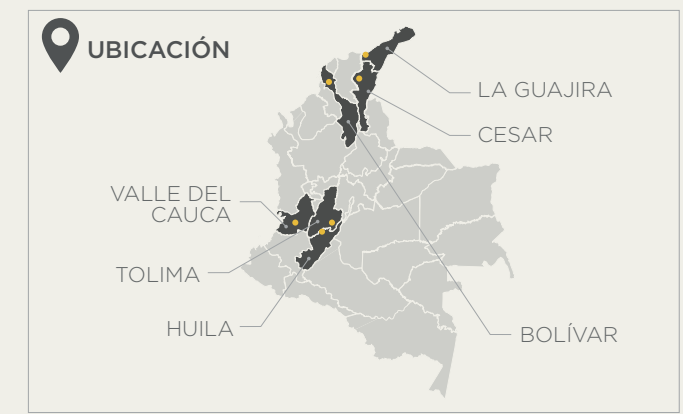 UBICACIÓN
LA GUAJIRA
CESAR
VALLE DEL
CAUCA
TOLIMA
HUILA
BOLÍVAR